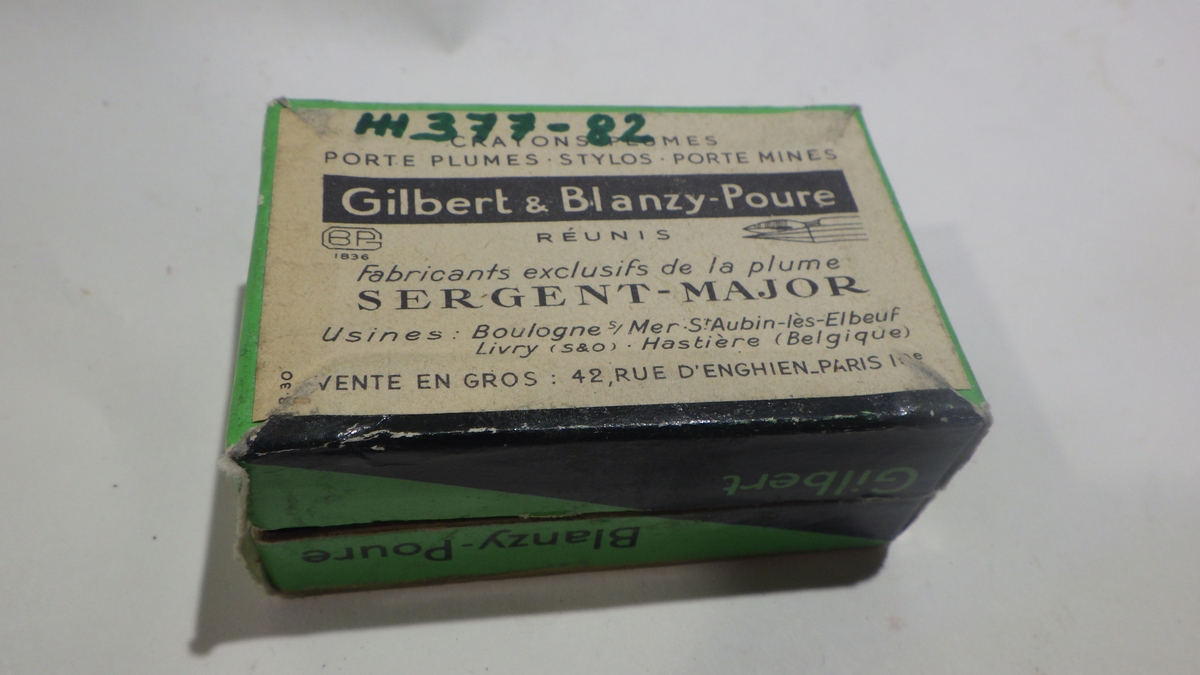 HH 377-82
CRAYONS PLUMES
PORTE PLUMES · STYLOS · PORTE MINES
Gilbert & Blanzy-Poure
BP
1836
RÉUNIS
Fabricants exclusifs de la plume
SERGENT-MAJOR
Usines : Boulogne s/ Mer · St Aubin-lès-Elbeuf
Livry (S&O) · Hastière (Belgique)
VENTE EN GROS : 42, RUE D'ENGHIEN_PARIS
Gilbert
Blanzy-Poure